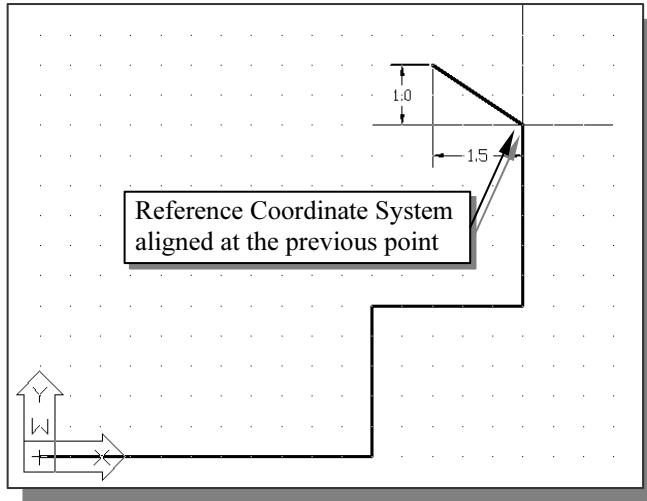 1.0
1.5
Reference Coordinate System
aligned at the previous point
Y
W
X